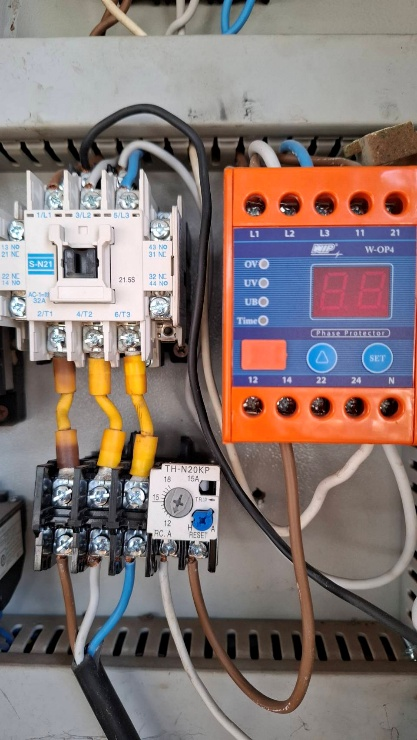 1/L1 3/L2 5/L3
13 NO
21 NC
43 NO
31 NC
S-N21
22 NC
14 NO
21.5S
32 NC
44 NO
32A
2/T1 4/T2 6/T3
TH-N20KP
18 15A
15
TRIP
12 H A
RC. A RESET
L1 L2 L3 11 21
W-OP4
OV
UV
UB
Time
Phase Protector
SET
12 14 22 24 N